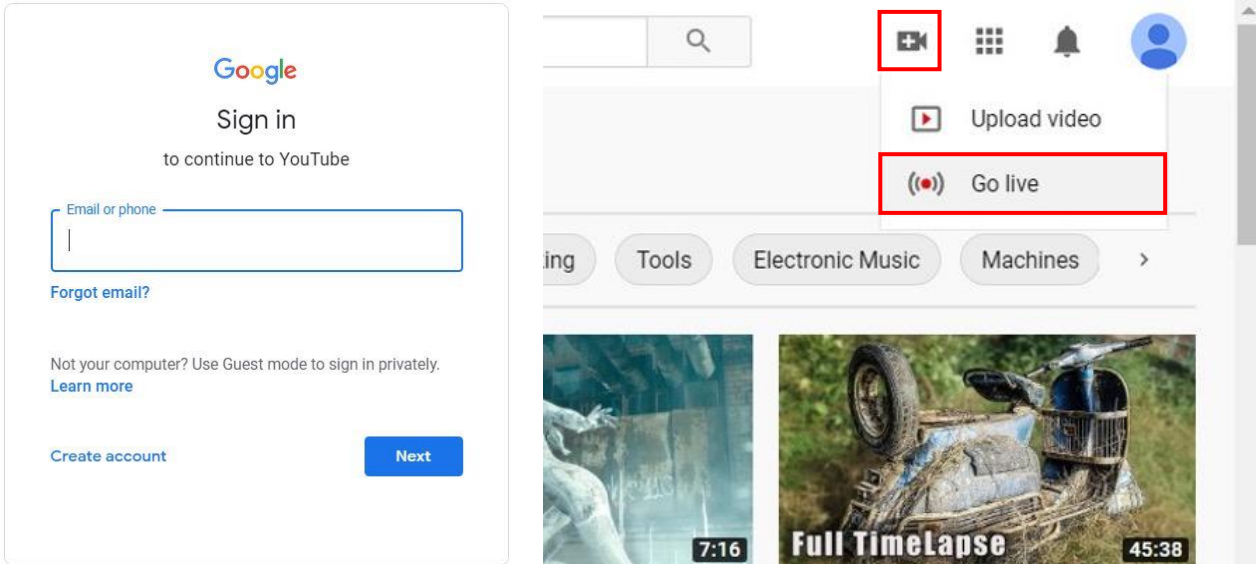 Google
Sign in
to continue to YouTube
Email or phone
Forgot email?
Not your computer? Use Guest mode to sign in privately.
Learn more
Create account
Next
Upload video
Go live
ing
Tools
Electronic Music
Machines
7:16
Full TimeLapse
45:38